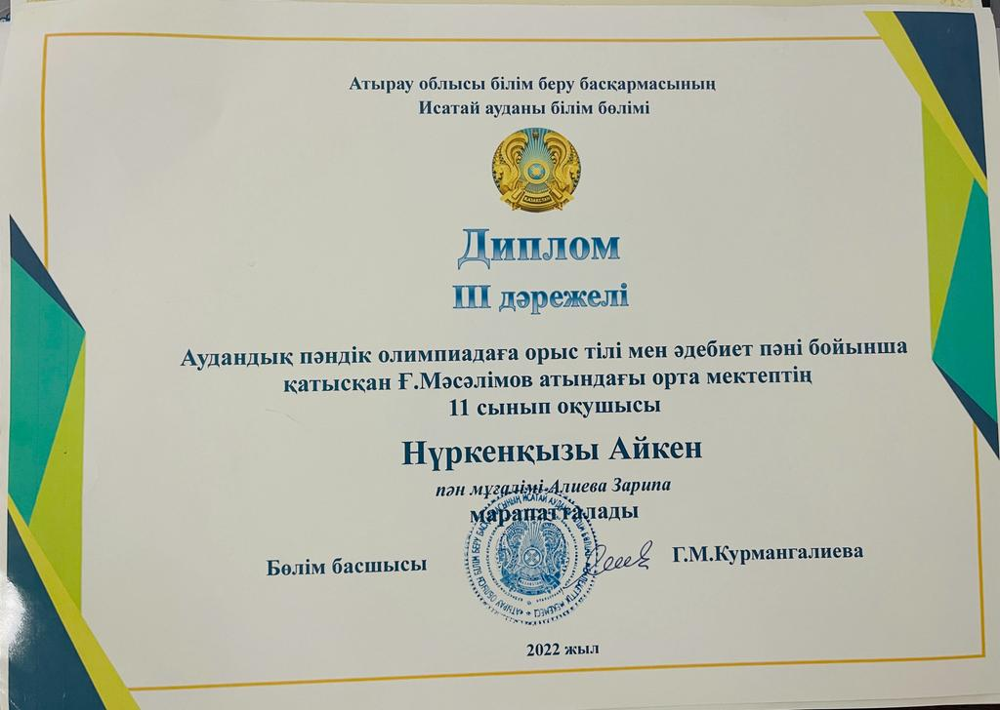 Атырау облысы білім беру басқармасының
Исатай ауданы білім бөлімі
ҚАЗАҚСТАН
Диплом
III дәрежелі
Аудандық пәндік олимпиадаға орыс тілі мен әдебиет пәні бойынша
қатысқан Ғ.Мәсәлімов атындағы орта мектептің
11 сынып оқушысы
Нүркенқызы Айкен
пән мұғалімі-Алиева Зарипа
марапатталады
Бөлім басшысы
Г.М.Курмангалиева
2022 жыл